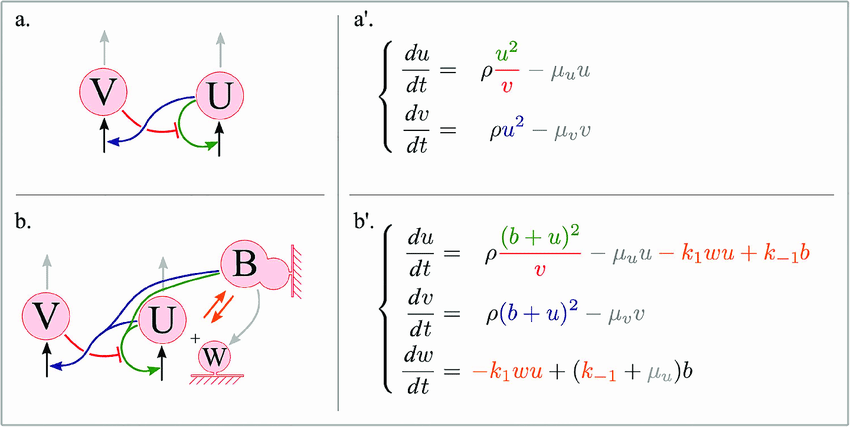 a.
V U
a'.
du/dt = ρ u²/v − μ_u u
dv/dt = ρu² − μ_v v
b.
B
V U
+
W
b'.
du/dt = ρ (b + u)²/v − μ_u u − k₁wu + k₋₁b
dv/dt = ρ(b + u)² − μ_v v
dw/dt = −k₁wu + (k₋₁ + μ_u)b